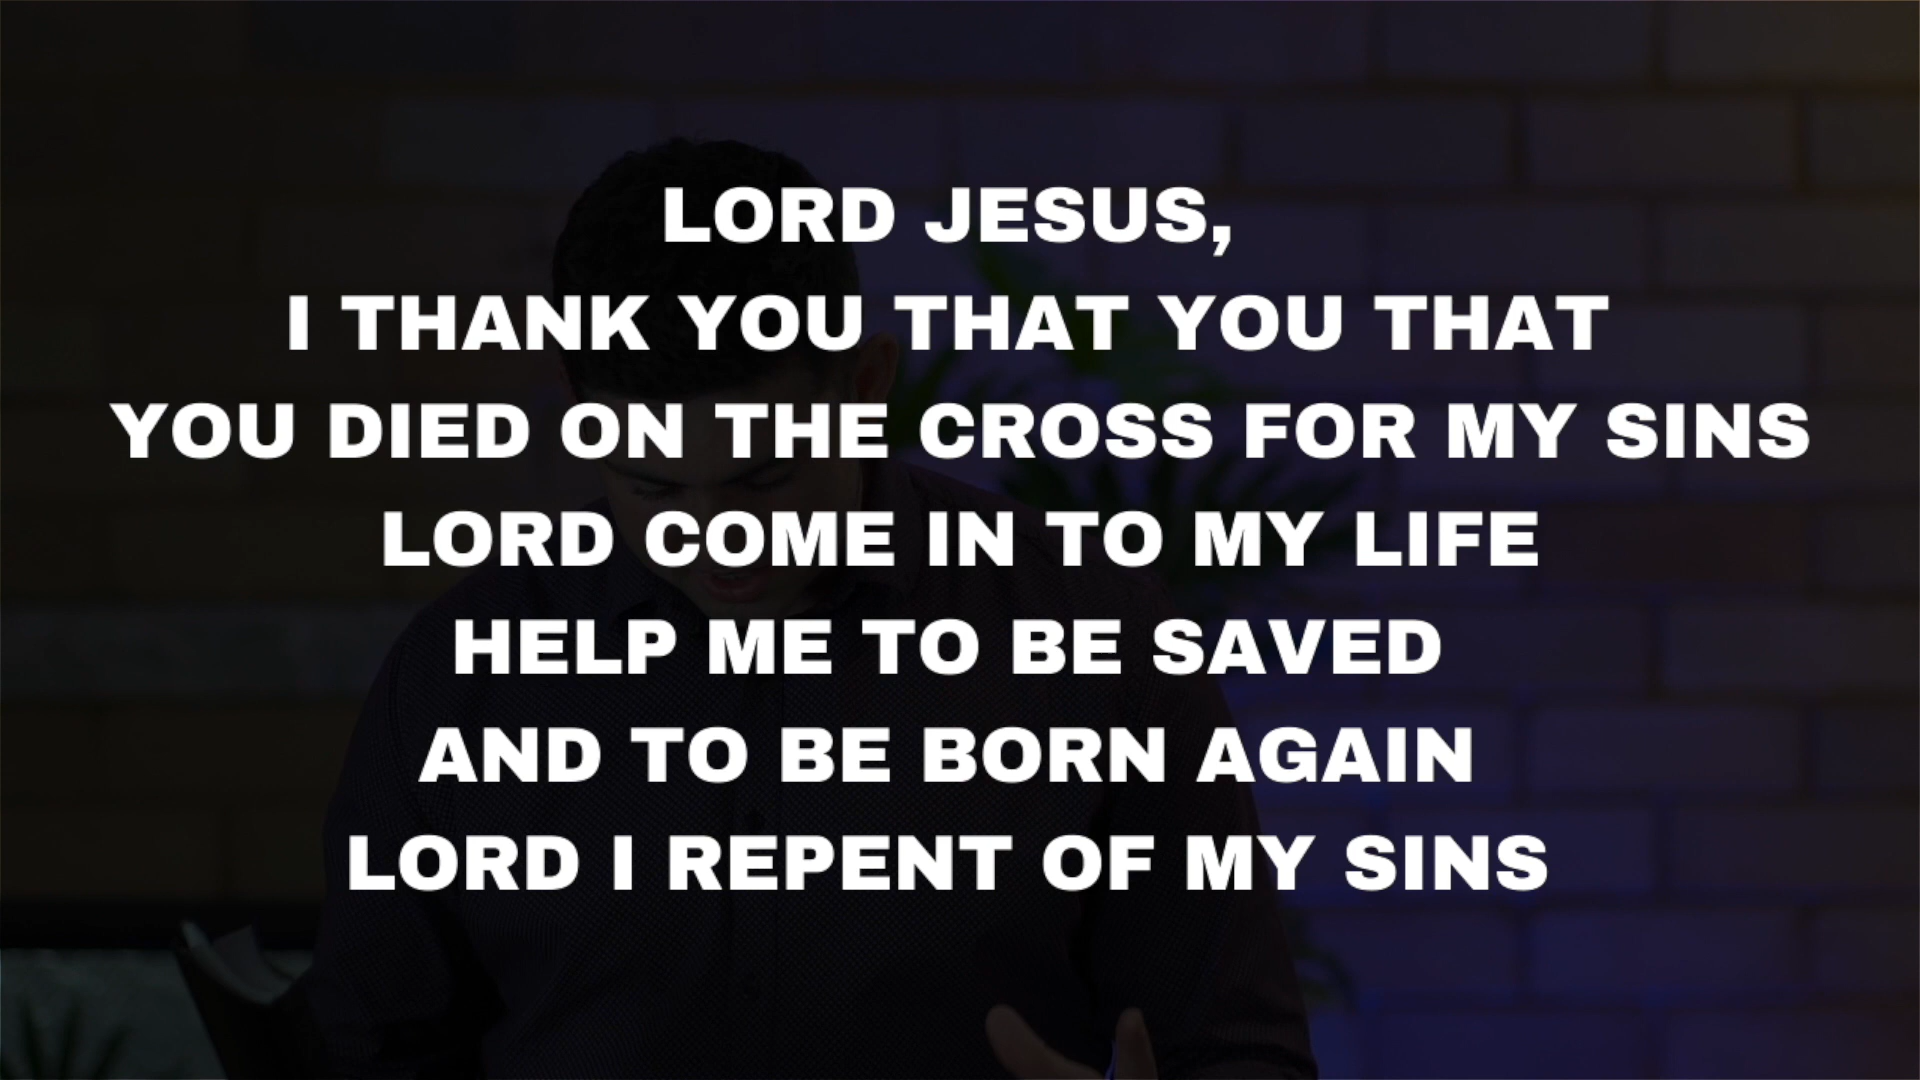 LORD JESUS,
I THANK YOU THAT YOU THAT
YOU DIED ON THE CROSS FOR MY SINS
LORD COME IN TO MY LIFE
HELP ME TO BE SAVED
AND TO BE BORN AGAIN
LORD I REPENT OF MY SINS